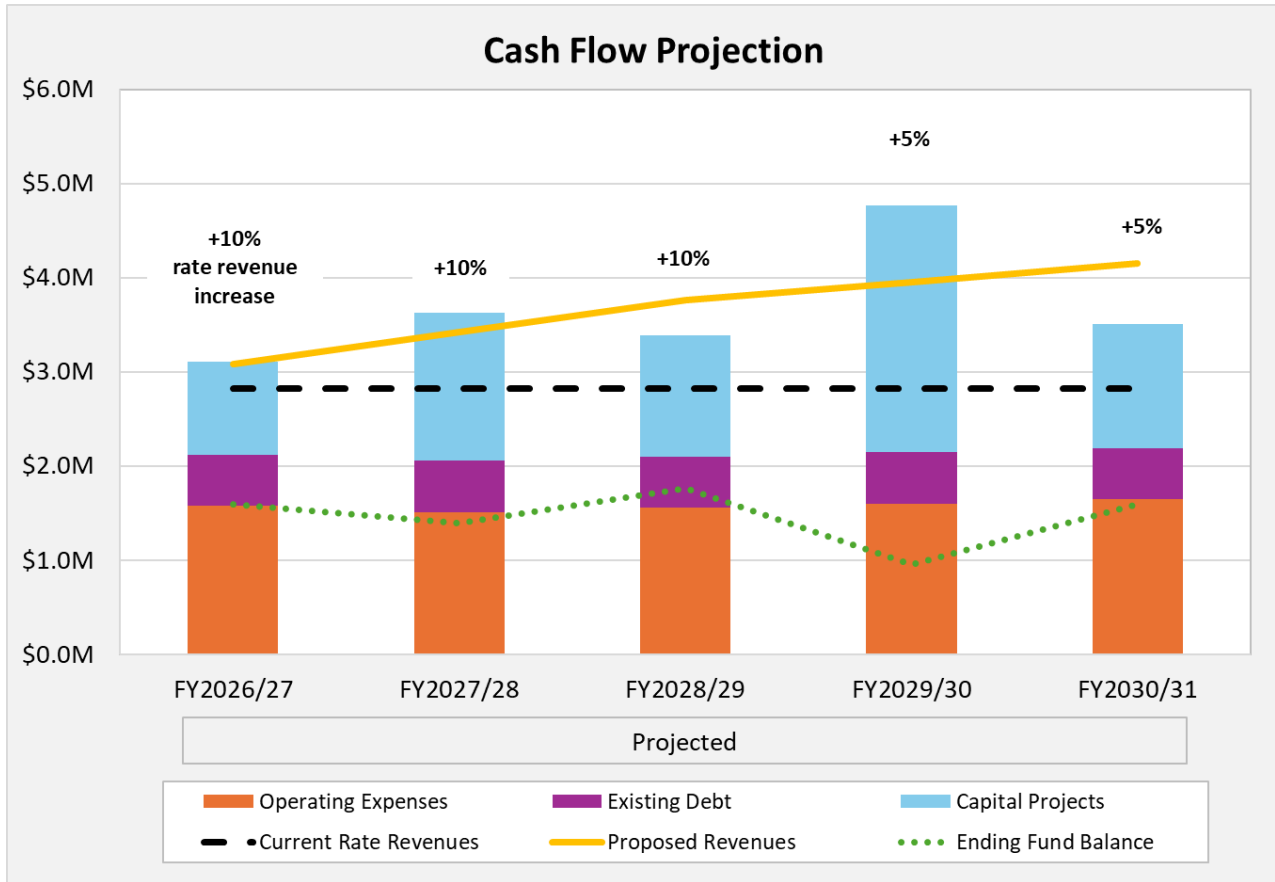 Cash Flow Projection
$6.0M
$5.0M
$4.0M
$3.0M
$2.0M
$1.0M
$0.0M
+10%
rate revenue
increase
+10%
+10%
+5%
+5%
FY2026/27
FY2027/28
FY2028/29
FY2029/30
FY2030/31
Projected
Operating Expenses
Existing Debt
Capital Projects
Current Rate Revenues
Proposed Revenues
Ending Fund Balance